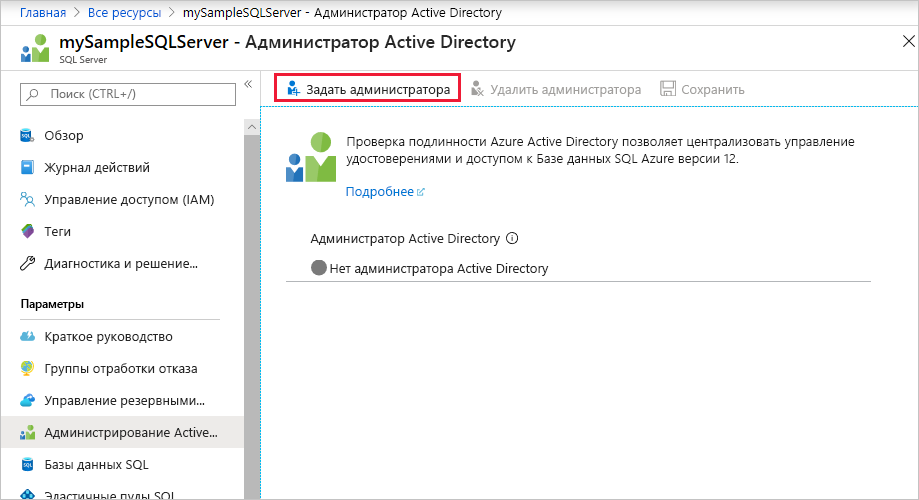 Главная > Все ресурсы > mySampleSQLServer - Администратор Active Directory
mySampleSQLServer - Администратор Active Directory
SQL Server
Поиск (CTRL+/)
Обзор
Журнал действий
Управление доступом (IAM)
Теги
Диагностика и решение...
Параметры
Краткое руководство
Группы отработки отказа
Управление резервными...
Администрирование Active...
Базы данных SQL
Эластичные пулы SQL
Задать администратора
Удалить администратора
Сохранить
Проверка подлинности Azure Active Directory позволяет централизовать управление
удостоверениями и доступом к Базе данных SQL Azure версии 12.
Подробнее
Администратор Active Directory
Нет администратора Active Directory